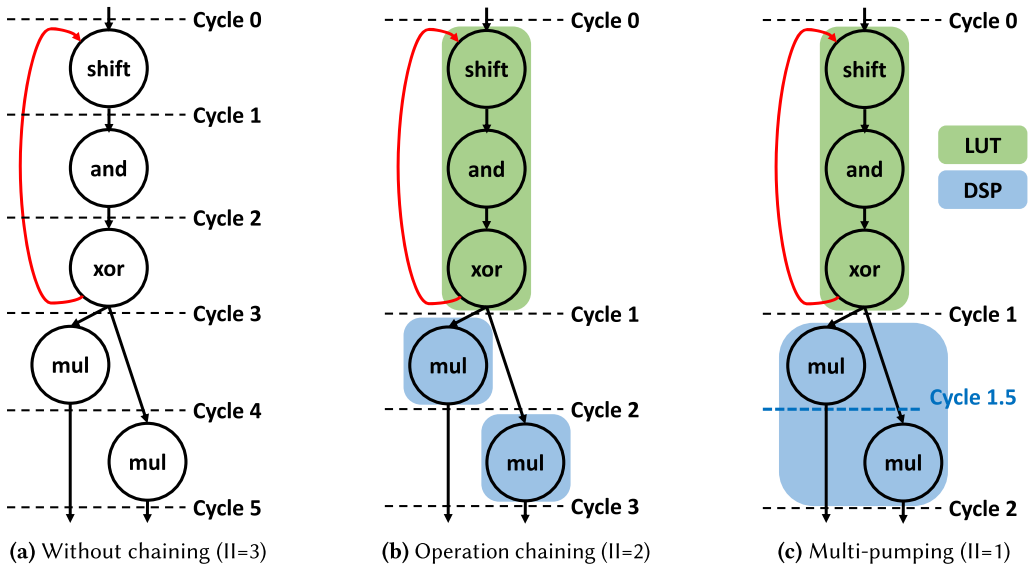 Cycle 0
shift
Cycle 1
and
Cycle 2
xor
Cycle 3
mul
Cycle 4
mul
Cycle 5
(a) Without chaining (II=3)
Cycle 0
shift
and
xor
Cycle 1
mul
Cycle 2
mul
Cycle 3
(b) Operation chaining (II=2)
Cycle 0
shift
and
xor
Cycle 1
mul
Cycle 1.5
mul
Cycle 2
(c) Multi-pumping (II=1)
LUT
DSP